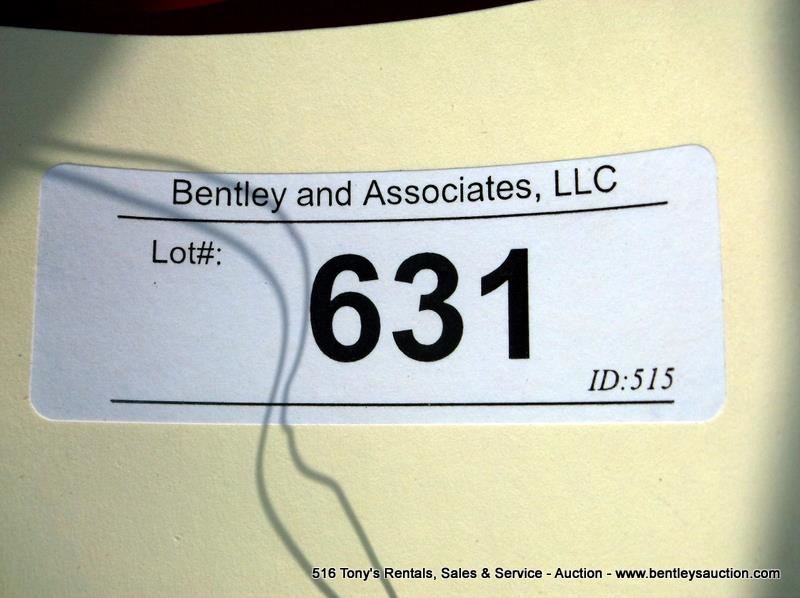 Bentley and Associates, LLC
Lot#:
631
ID:515
516 Tony's Rentals, Sales & Service - Auction - www.bentleysauction.com